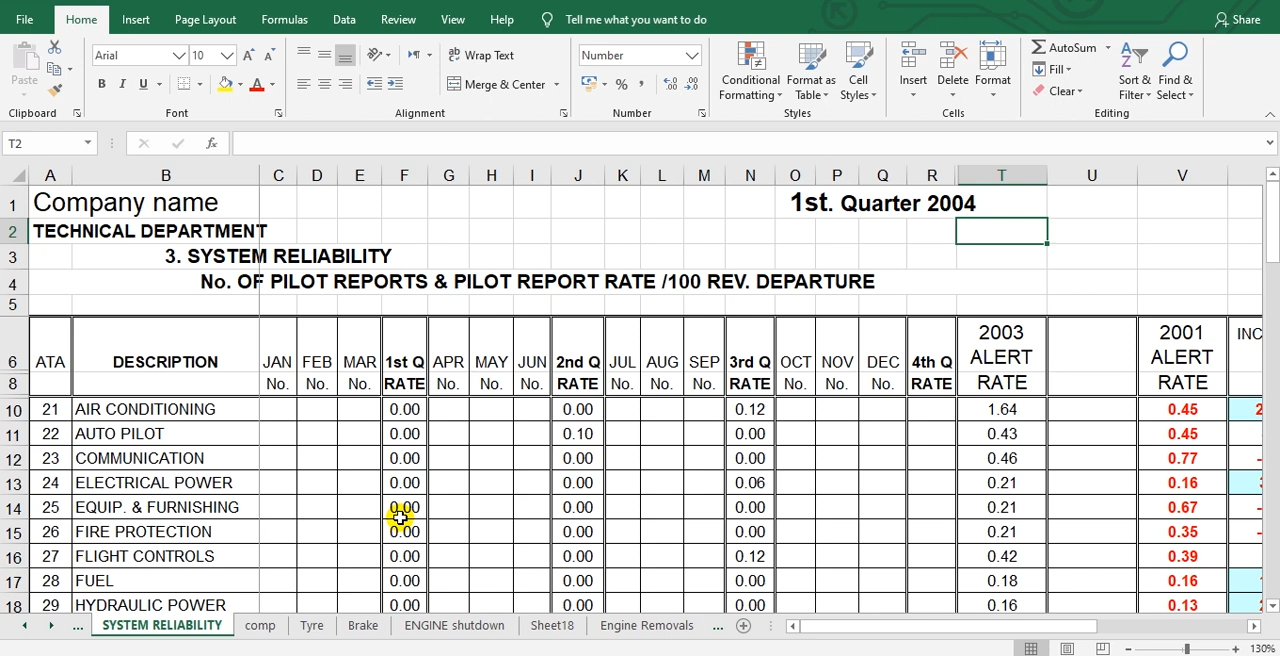 File Home Insert Page Layout Formulas Data Review View Help Tell me what you want to do Share
Paste Arial 10 Wrap Text Number AutoSum
B I U Merge & Center % , Conditional Formatting Format as Table Cell Styles Insert Delete Format Fill Clear Sort & Filter Find & Select
Clipboard Font Alignment Number Styles Cells Editing
T2 fx
A B C D E F G H I J K L M N O P Q R T U V
1 Company name 1st. Quarter 2004
2 TECHNICAL DEPARTMENT
3 3. SYSTEM RELIABILITY
4 No. OF PILOT REPORTS & PILOT REPORT RATE /100 REV. DEPARTURE
5
6 ATA DESCRIPTION JAN FEB MAR 1st Q APR MAY JUN 2nd Q JUL AUG SEP 3rd Q OCT NOV DEC 4th Q 2003 ALERT 2001 ALERT INC
8 No. No. No. RATE No. No. No. RATE No. No. No. RATE No. No. No. RATE RATE RATE
10 21 AIR CONDITIONING 0.00 0.00 0.12 1.64 0.45 2
11 22 AUTO PILOT 0.00 0.10 0.00 0.43 0.45
12 23 COMMUNICATION 0.00 0.00 0.00 0.46 0.77 -
13 24 ELECTRICAL POWER 0.00 0.00 0.06 0.21 0.16
14 25 EQUIP. & FURNISHING 0.00 0.00 0.00 0.21 0.67 -
15 26 FIRE PROTECTION 0.00 0.00 0.00 0.21 0.35 -
16 27 FLIGHT CONTROLS 0.00 0.00 0.12 0.42 0.39
17 28 FUEL 0.00 0.00 0.00 0.18 0.16
18 29 HYDRAULIC POWER 0.00 0.00 0.00 0.16 0.13
... SYSTEM RELIABILITY comp Tyre Brake ENGINE shutdown Sheet18 Engine Removals ...
130%